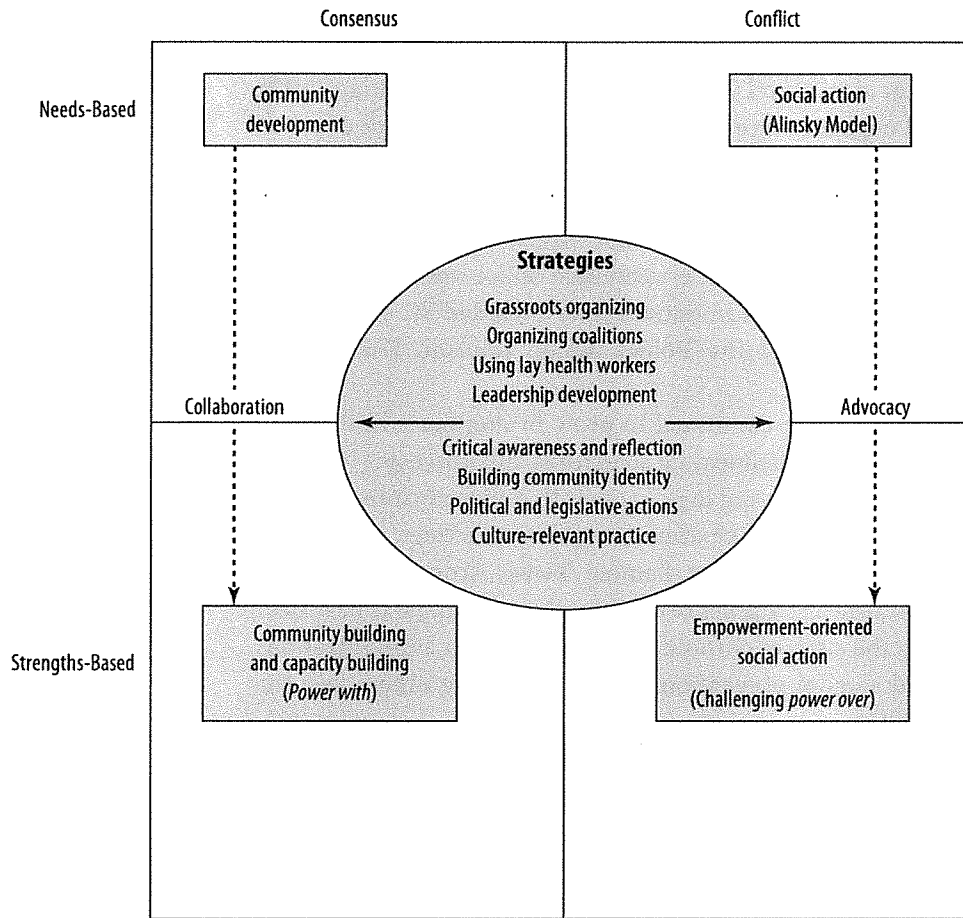 Consensus
Conflict
Needs-Based
Community
development
Social action
(Alinsky Model)
Strategies
Grassroots organizing
Organizing coalitions
Using lay health workers
Leadership development
Collaboration
Advocacy
Critical awareness and reflection
Building community identity
Political and legislative actions
Culture-relevant practice
Strengths-Based
Community building
and capacity building
(Power with)
Empowerment-oriented
social action
(Challenging power over)